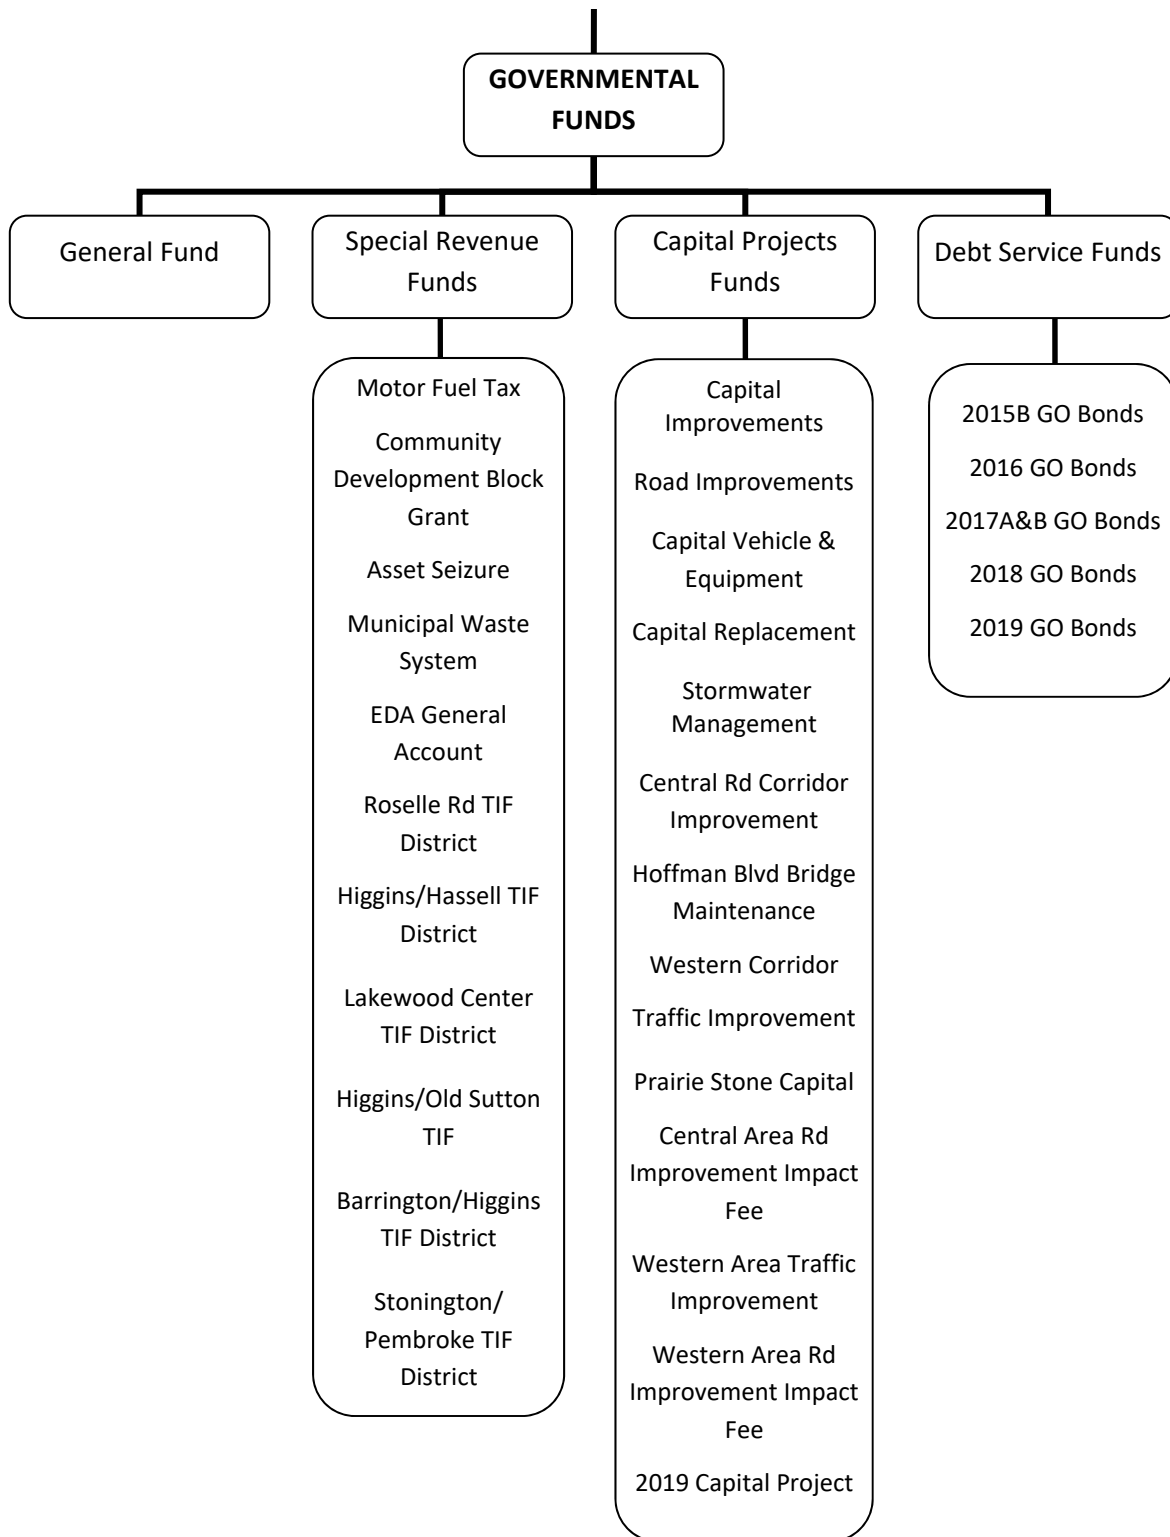 GOVERNMENTAL
FUNDS
General Fund
Special Revenue
Funds
Capital Projects
Funds
Debt Service Funds
Motor Fuel Tax
Community
Development Block
Grant
Asset Seizure
Municipal Waste
System
EDA General
Account
Roselle Rd TIF
District
Higgins/Hassell TIF
District
Lakewood Center
TIF District
Higgins/Old Sutton
TIF
Barrington/Higgins
TIF District
Stonington/
Pembroke TIF
District
Capital
Improvements
Road Improvements
Capital Vehicle &
Equipment
Capital Replacement
Stormwater
Management
Central Rd Corridor
Improvement
Hoffman Blvd Bridge
Maintenance
Western Corridor
Traffic Improvement
Prairie Stone Capital
Central Area Rd
Improvement Impact
Fee
Western Area Traffic
Improvement
Western Area Rd
Improvement Impact
Fee
2019 Capital Project
2015B GO Bonds
2016 GO Bonds
2017A&B GO Bonds
2018 GO Bonds
2019 GO Bonds